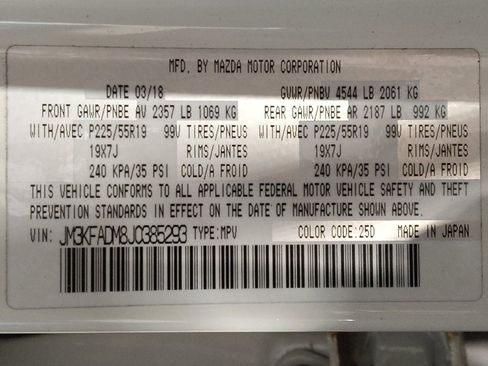 MFD. BY MAZDA MOTOR CORPORATION
DATE 03/18 GVWR/PNBV 4544 LB 2061 KG
FRONT GAWR/PNBE AV 2357 LB 1069 KG REAR GAWR/PNBE AR 2187 LB 992 KG
WITH/AVEC P225/55R19 99V TIRES/PNEUS WITH/AVEC P225/55R19 99V TIRES/PNEUS
19X7J RIMS/JANTES 19X7J RIMS/JANTES
240 KPA/35 PSI COLD/A FROID 240 KPA/35 PSI COLD/A FROID
THIS VEHICLE CONFORMS TO ALL APPLICABLE FEDERAL MOTOR VEHICLE SAFETY AND THEFT
PREVENTION STANDARDS IN EFFECT ON THE DATE OF MANUFACTURE SHOWN ABOVE.
VIN: JM3KFADM8J0385293 TYPE:MPV COLOR CODE:25D MADE IN JAPAN